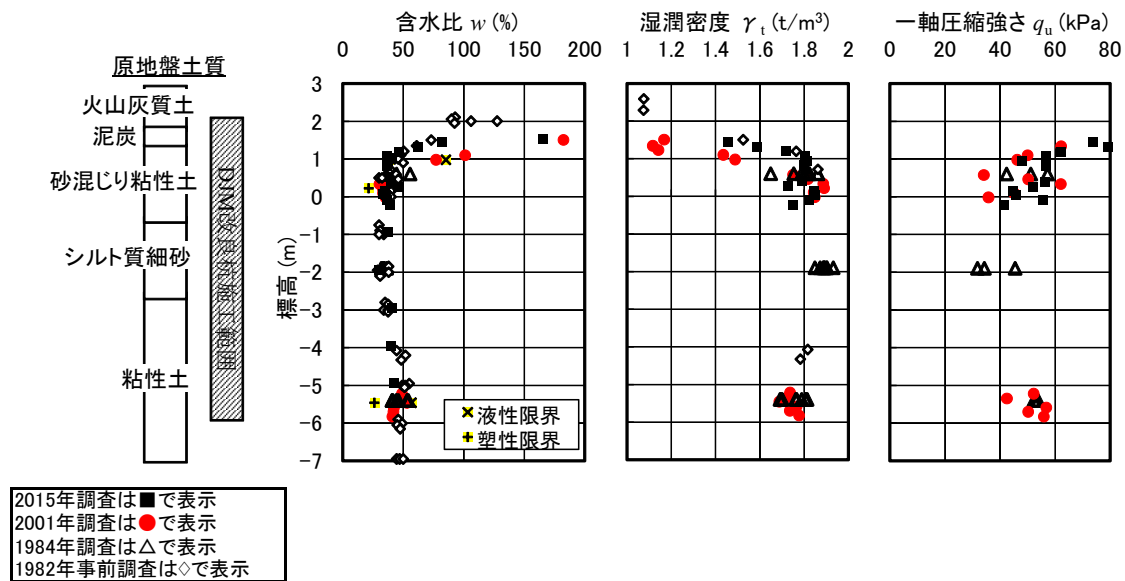 含水比 w (%)
0 50 100 150 200
湿潤密度 γt (t/m³)
1 1.2 1.4 1.6 1.8 2
一軸圧縮強さ qu (kPa)
0 20 40 60 80
原地盤土質
火山灰質土
泥炭
砂混じり粘性土
シルト質細砂
粘性土
DJM改良杭施工範囲
標高 (m)
3
2
1
0
-1
-2
-3
-4
-5
-6
-7
液性限界
塑性限界
2015年調査は■で表示
2001年調査は●で表示
1984年調査は△で表示
1982年事前調査は◇で表示